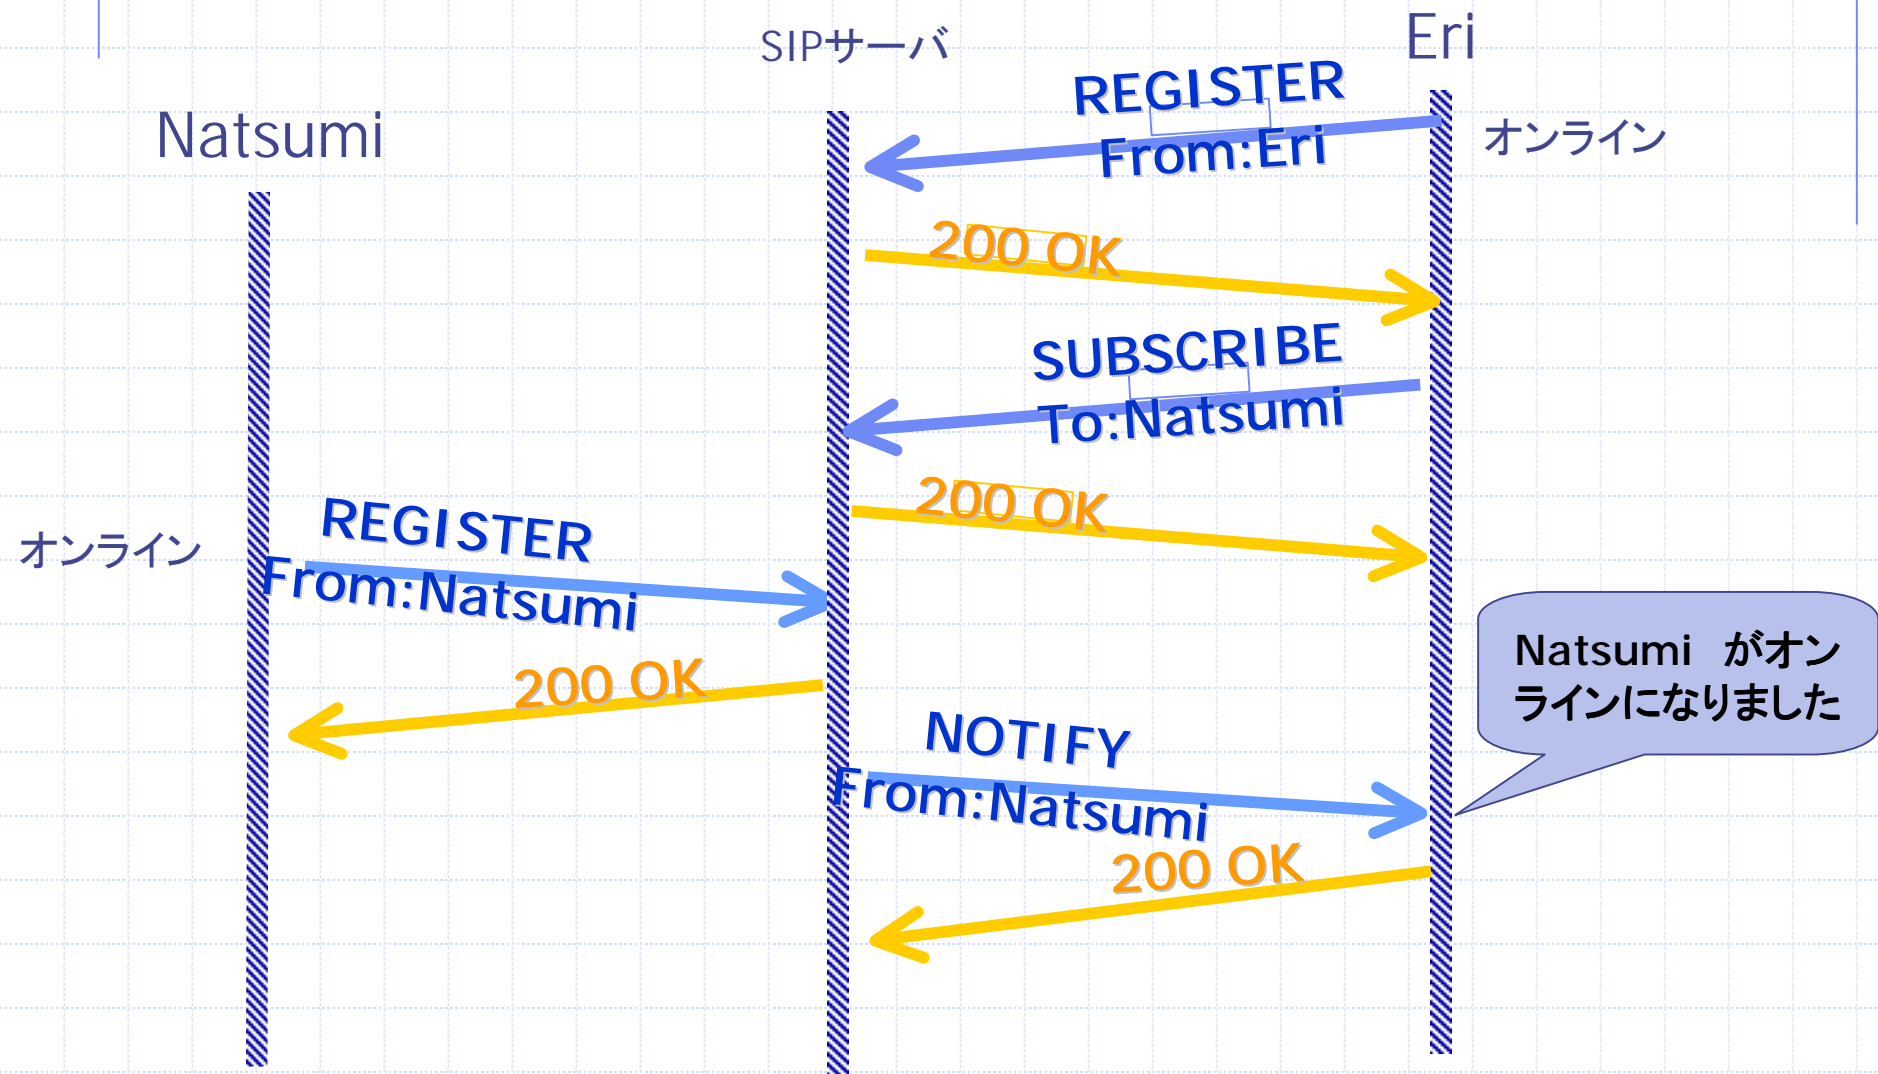 SIPサーバ
Eri
Natsumi
REGISTER
From:Eri
オンライン
200 OK
SUBSCRIBE
To:Natsumi
200 OK
オンライン
REGISTER
From:Natsumi
200 OK
Natsumi　がオン
ラインになりました
NOTIFY
From:Natsumi
200 OK